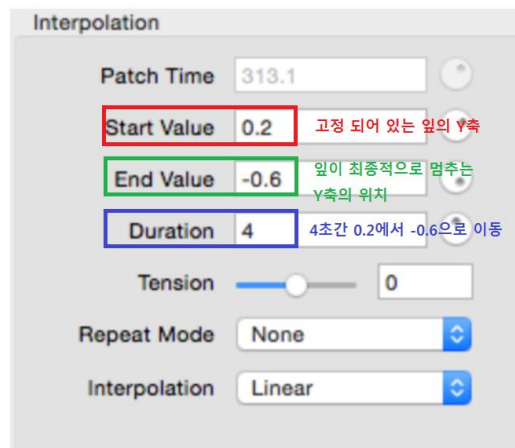 Interpolation
Patch Time 313.1
Start Value 0.2 고정 되어 있는 잎의 Y축
End Value -0.6 잎이 최종적으로 멈추는
Y축의 위치
Duration 4 4초간 0.2에서 -0.6으로 이동
Tension 0
Repeat Mode None
Interpolation Linear